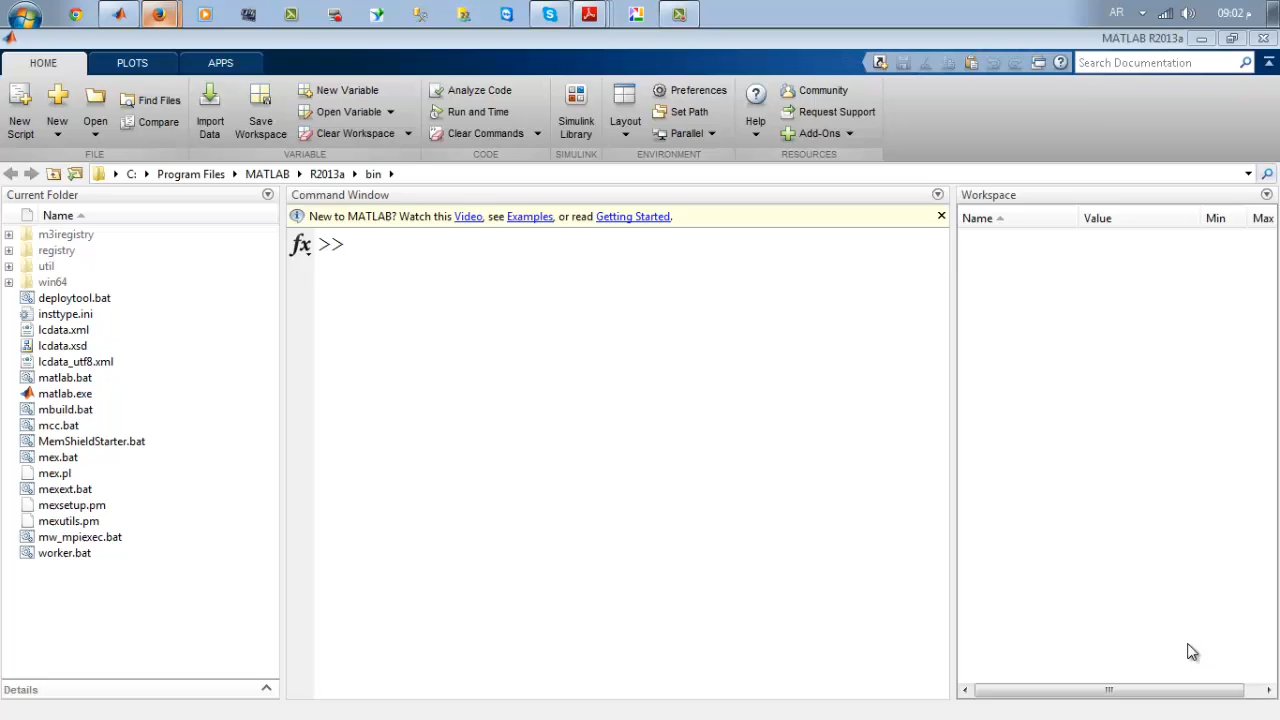 AR
09:02 م
MATLAB R2013a
HOME
PLOTS
APPS
Search Documentation
New Script
New
Open
Find Files
Compare
Import Data
Save Workspace
New Variable
Open Variable
Clear Workspace
Analyze Code
Run and Time
Clear Commands
Simulink Library
Layout
Preferences
Set Path
Parallel
Help
Community
Request Support
Add-Ons
FILE
VARIABLE
CODE
SIMULINK
ENVIRONMENT
RESOURCES
C: Program Files MATLAB R2013a bin
Current Folder
Name
m3iregistry
registry
util
win64
deploytool.bat
insttype.ini
lcdata.xml
lcdata.xsd
lcdata_utf8.xml
matlab.bat
matlab.exe
mbuild.bat
mcc.bat
MemShieldStarter.bat
mex.bat
mex.pl
mexext.bat
mexsetup.pm
mexutils.pm
mw_mpiexec.bat
worker.bat
Details
Command Window
New to MATLAB? Watch this Video, see Examples, or read Getting Started.
fx >>
Workspace
Name Value Min Max